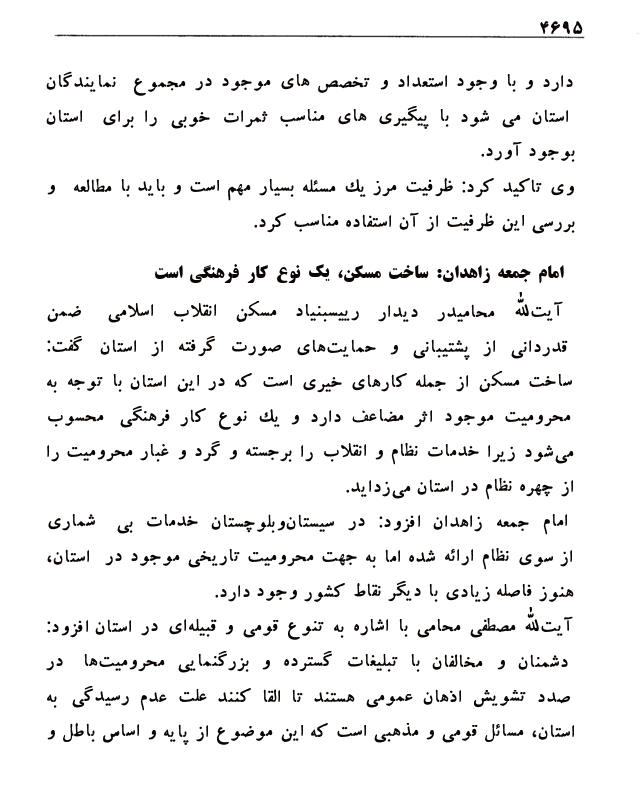 ۴۶۹۵
دارد و با وجود استعداد و تخصص های موجود در مجموع نمایندگان
استان می شود با پیگیری های مناسب ثمرات خوبی را برای استان
بوجود آورد.
وی تاکید کرد: ظرفیت مرز یك مسئله بسیار مهم است و باید با مطالعه و
بررسی این ظرفیت از آن استفاده مناسب کرد.
امام جمعه زاهدان: ساخت مسکن، یک نوع کار فرهنگی است
آیت‌الله محامیدر دیدار رییسبنیاد مسکن انقلاب اسلامی ضمن
قدردانی از پشتیبانی و حمایت‌های صورت گرفته از استان گفت:
ساخت مسکن از جمله کارهای خیری است که در این استان با توجه به
محرومیت موجود اثر مضاعف دارد و یك نوع کار فرهنگی محسوب
می‌شود زیرا خدمات نظام و انقلاب را برجسته و گرد و غبار محرومیت را
از چهره نظام در استان می‌زداید.
امام جمعه زاهدان افزود: در سیستان‌وبلوچستان خدمات بی شماری
از سوی نظام ارائه شده اما به جهت محرومیت تاریخی موجود در استان،
هنوز فاصله زیادی با دیگر نقاط کشور وجود دارد.
آیت‌الله مصطفی محامی با اشاره به تنوع قومی و قبیله‌ای در استان افزود:
دشمنان و مخالفان با تبلیغات گسترده و بزرگنمایی محرومیت‌ها در
صدد تشویش اذهان عمومی هستند تا القا کنند علت عدم رسیدگی به
استان، مسائل قومی و مذهبی است که این موضوع از پایه و اساس باطل و